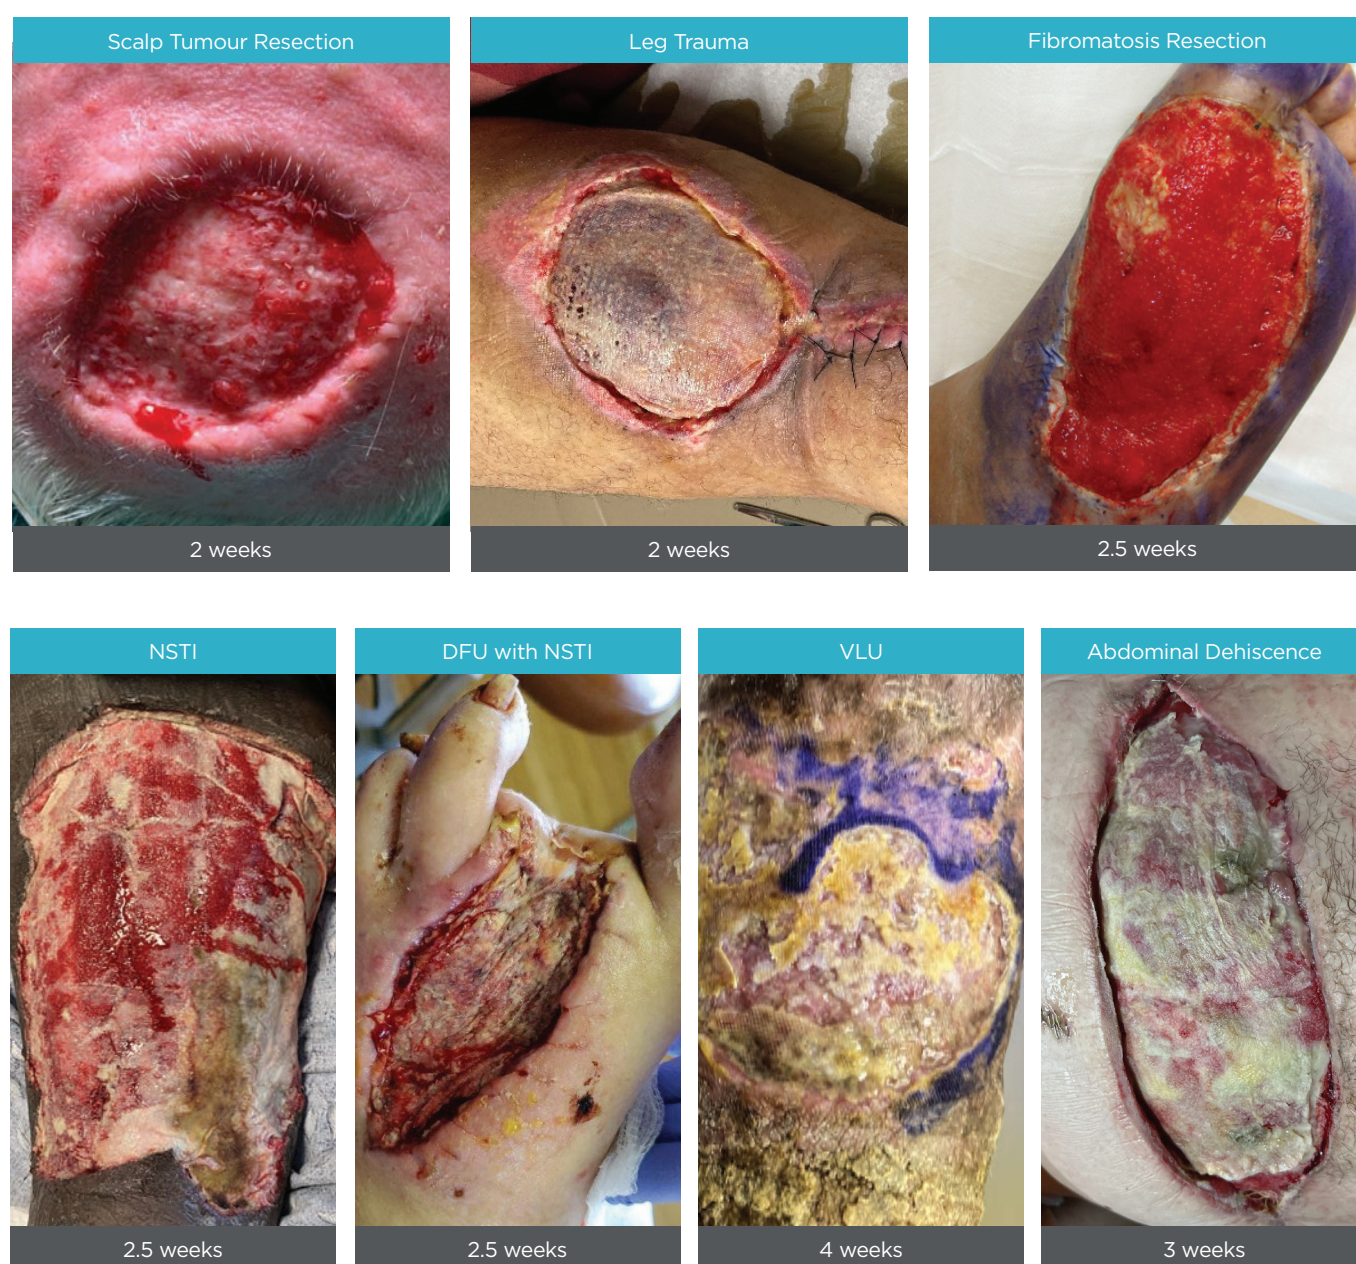 Scalp Tumour Resection
Leg Trauma
Fibromatosis Resection
2 weeks
2 weeks
2.5 weeks
NSTI
DFU with NSTI
VLU
Abdominal Dehiscence
2.5 weeks
2.5 weeks
4 weeks
3 weeks